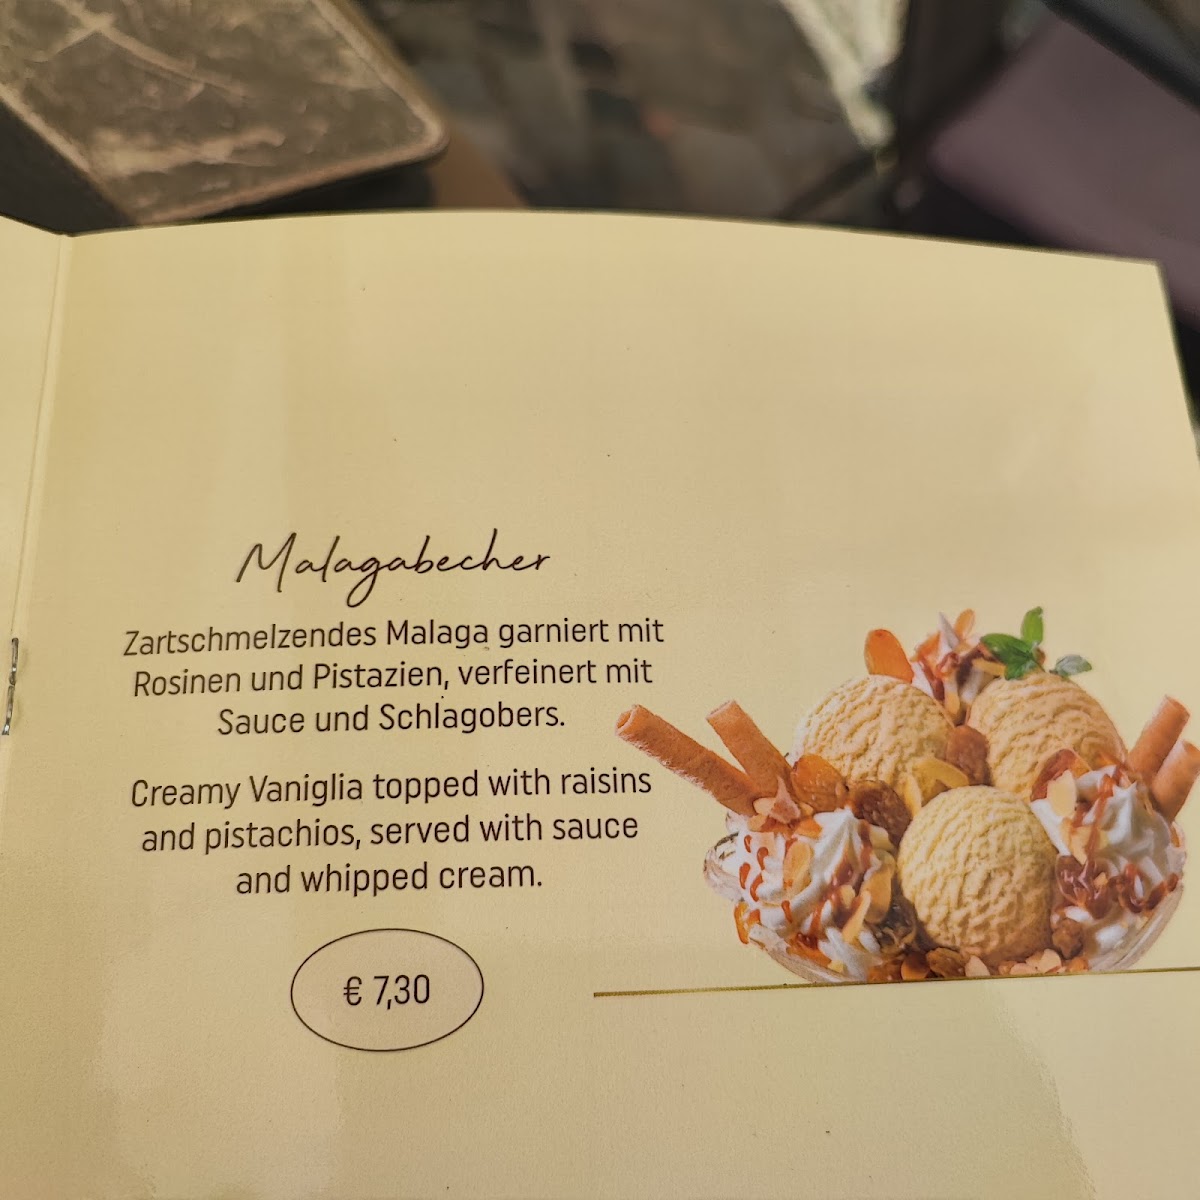 Malagabecher
Zartschmelzendes Malaga garniert mit
Rosinen und Pistazien, verfeinert mit
Sauce und Schlagobers.
Creamy Vaniglia topped with raisins
and pistachios, served with sauce
and whipped cream.
€ 7,30